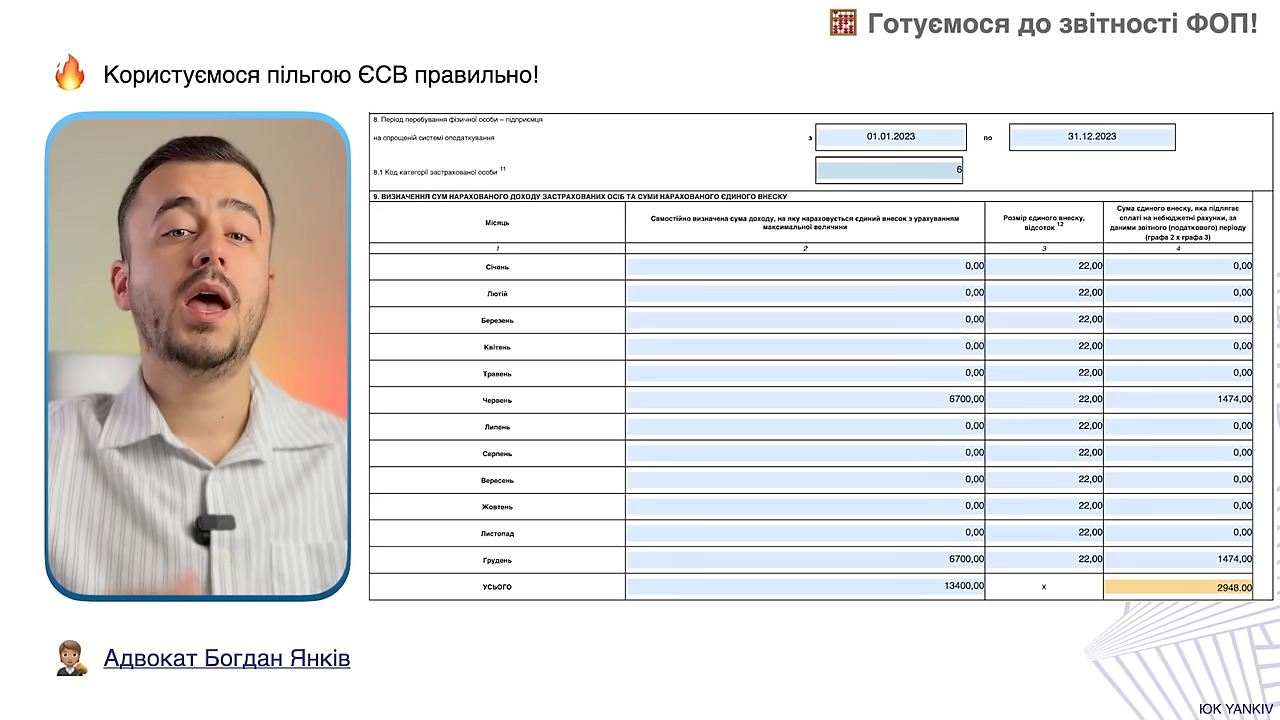 🧮 Готуємося до звітності ФОП!
🔥 Користуємося пільгою ЄСВ правильно!
8. Період перебування фізичної особи – підприємця
на спрощеній системі оподаткування
з 01.01.2023 по 31.12.2023
8.1 Код категорії застрахованої особи 11 6
9. ВИЗНАЧЕННЯ СУМ НАРАХОВАНОГО ДОХОДУ ЗАСТРАХОВАНИХ ОСІБ ТА СУМИ НАРАХОВАНОГО ЄДИНОГО ВНЕСКУ
Місяць
Самостійно визначена сума доходу, на яку нараховується єдиний внесок з урахуванням
максимальної величини
Розмір єдиного внеску,
відсоток 12
Сума єдиного внеску, яка підлягає
сплаті на небюджетні рахунки, за
даними звітного (податкового) періоду
(графа 2 х графа 3)
1 2 3 4
Січень 0,00 22,00 0,00
Лютій 0,00 22,00 0,00
Березень 0,00 22,00 0,00
Квітень 0,00 22,00 0,00
Травень 0,00 22,00 0,00
Червень 6700,00 22,00 1474,00
Липень 0,00 22,00 0,00
Серпень 0,00 22,00 0,00
Вересень 0,00 22,00 0,00
Жовтень 0,00 22,00 0,00
Листопад 0,00 22,00 0,00
Грудень 6700,00 22,00 1474,00
УСЬОГО 13400,00 х 2948.00
Адвокат Богдан Янків
ЮК YANKIV